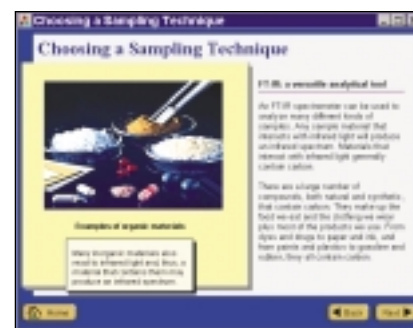 Choosing a Sampling Technique
Choosing a Sampling Technique
FT-IR: a versatile analytical tool
An FT-IR spectrometer can be used to
analyze many different kinds of
samples. Any sample material that
interacts with infrared light will produce
an infrared spectrum. Materials that
interact with infrared light generally
contain carbon.
There are a large number of
compounds, both natural and synthetic,
that contain carbon. They make up the
food we eat and the clothing we wear
plus most of the products we use. From
dyes and drugs to paper and ink, and
from paints and plastics to gasoline and
rubber, they all contain carbon.
Examples of organic materials
Many inorganic materials also
react to infrared light and, thus, a
material that contains them may
produce an infrared spectrum.
Home
Back
Next